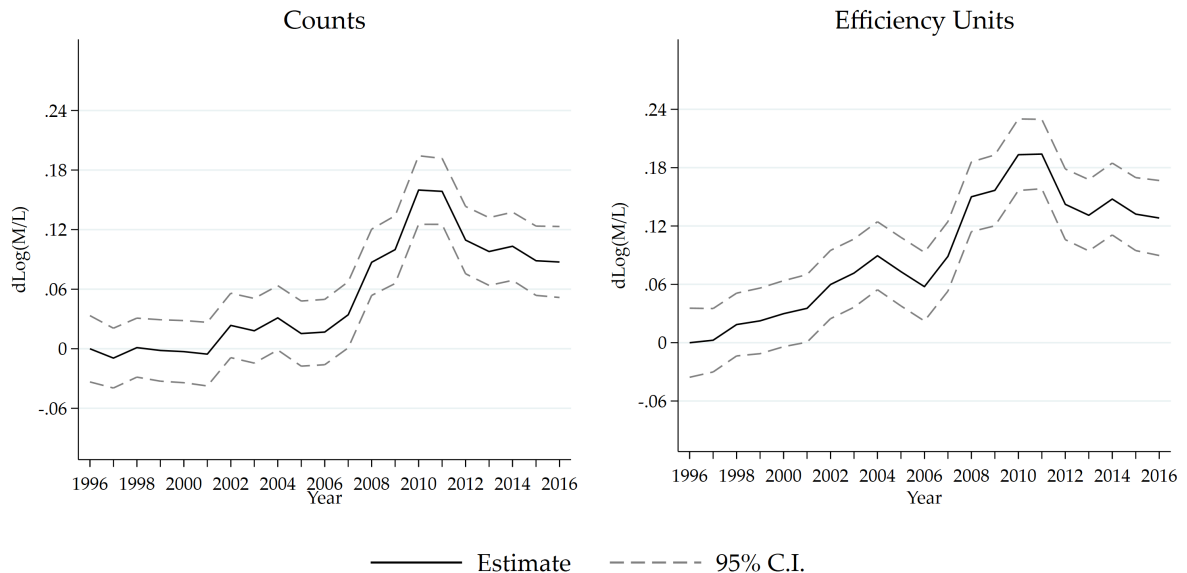 Counts
dLog(M/L)
.24
.18
.12
.06
0
-.06
1996 1998 2000 2002 2004 2006 2008 2010 2012 2014 2016
Year
Efficiency Units
dLog(M/L)
.24
.18
.12
.06
0
-.06
1996 1998 2000 2002 2004 2006 2008 2010 2012 2014 2016
Year
Estimate 95% C.I.